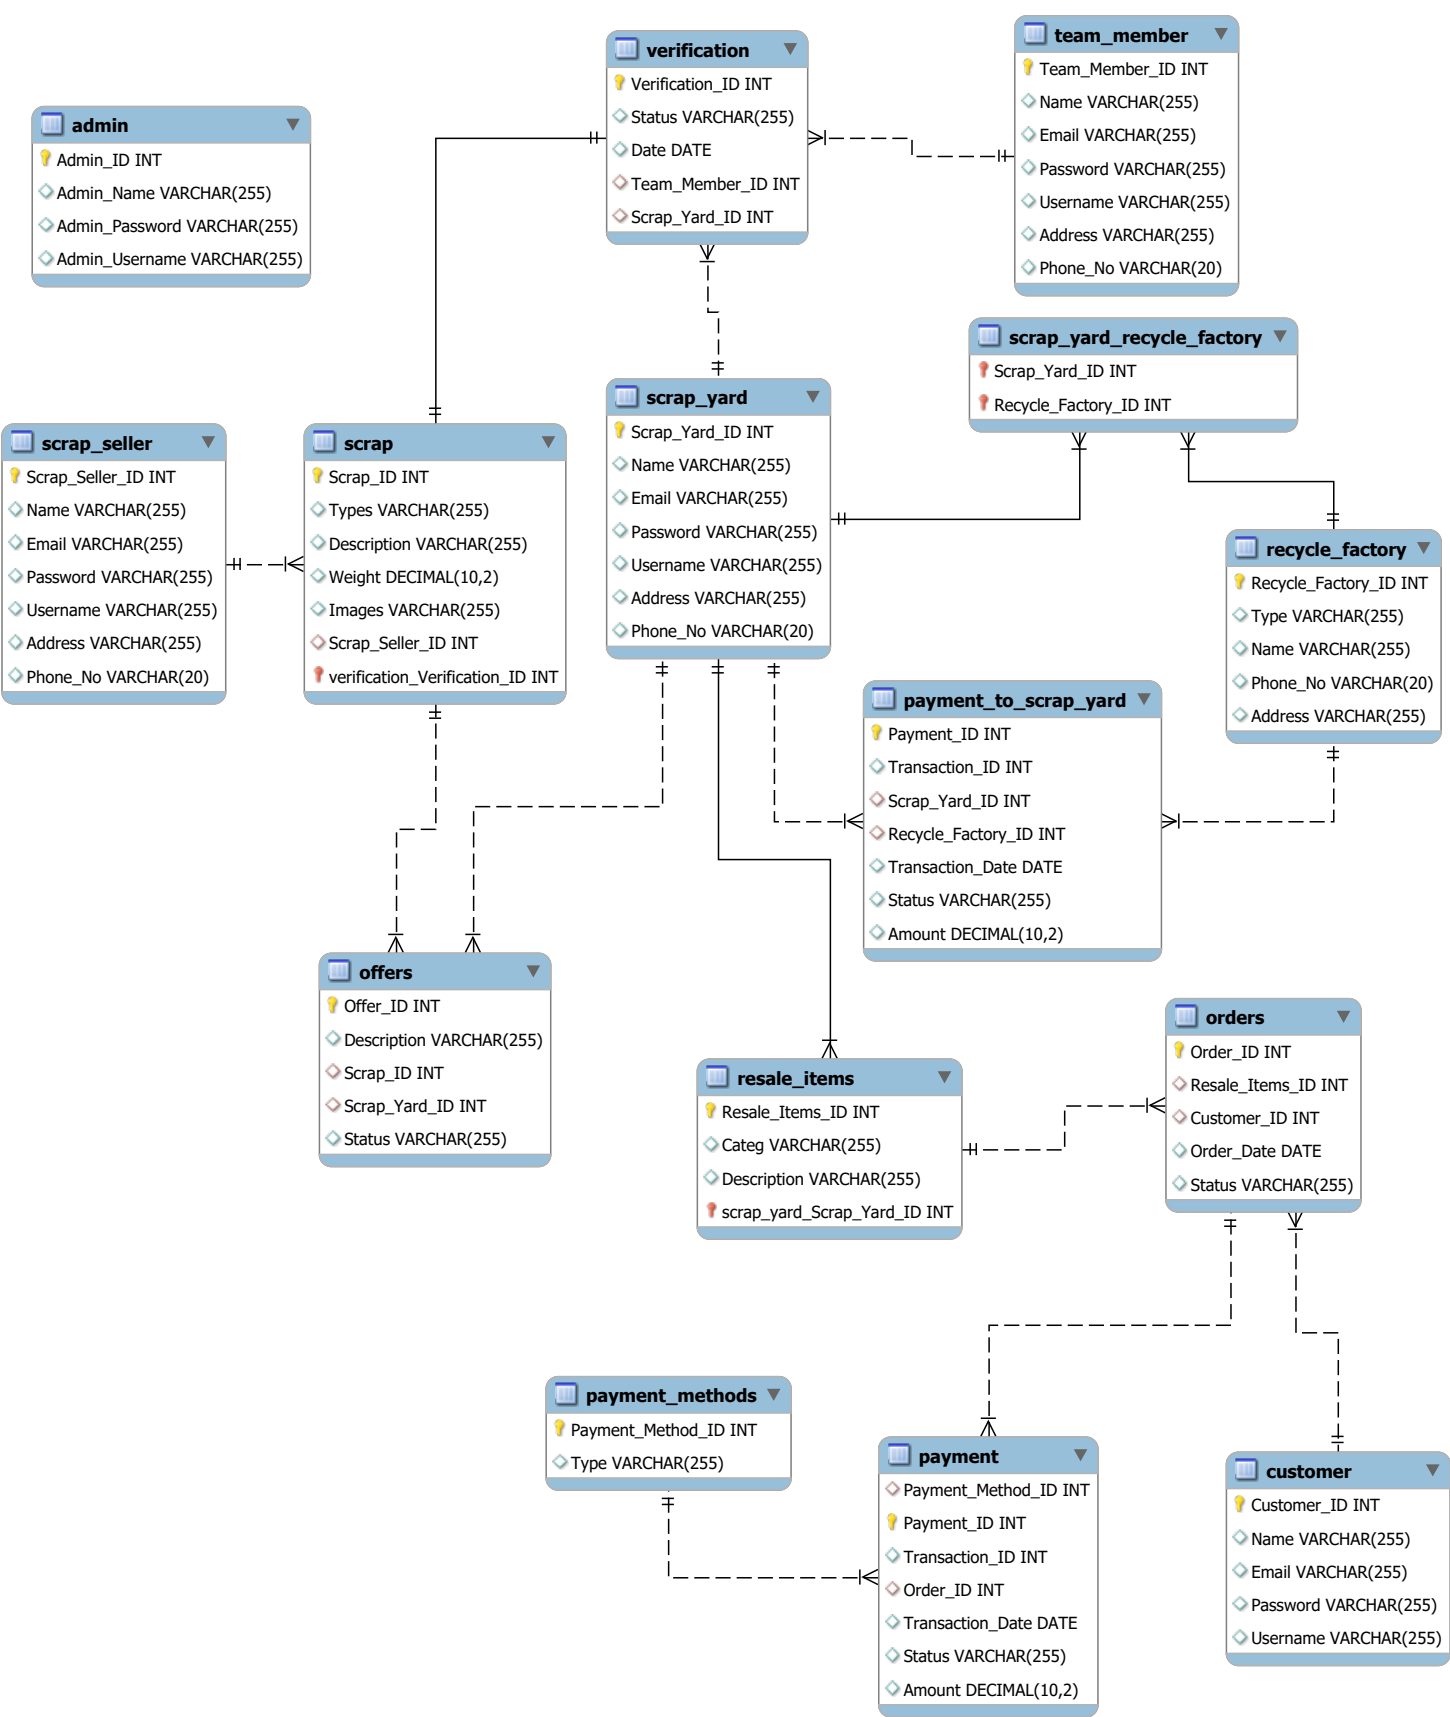 verification
Verification_ID INT
Status VARCHAR(255)
Date DATE
Team_Member_ID INT
Scrap_Yard_ID INT
team_member
Team_Member_ID INT
Name VARCHAR(255)
Email VARCHAR(255)
Password VARCHAR(255)
Username VARCHAR(255)
Address VARCHAR(255)
Phone_No VARCHAR(20)
admin
Admin_ID INT
Admin_Name VARCHAR(255)
Admin_Password VARCHAR(255)
Admin_Username VARCHAR(255)
scrap_yard_recycle_factory
Scrap_Yard_ID INT
Recycle_Factory_ID INT
scrap_seller
Scrap_Seller_ID INT
Name VARCHAR(255)
Email VARCHAR(255)
Password VARCHAR(255)
Username VARCHAR(255)
Address VARCHAR(255)
Phone_No VARCHAR(20)
scrap
Scrap_ID INT
Types VARCHAR(255)
Description VARCHAR(255)
Weight DECIMAL(10,2)
Images VARCHAR(255)
Scrap_Seller_ID INT
verification_Verification_ID INT
scrap_yard
Scrap_Yard_ID INT
Name VARCHAR(255)
Email VARCHAR(255)
Password VARCHAR(255)
Username VARCHAR(255)
Address VARCHAR(255)
Phone_No VARCHAR(20)
recycle_factory
Recycle_Factory_ID INT
Type VARCHAR(255)
Name VARCHAR(255)
Phone_No VARCHAR(20)
Address VARCHAR(255)
payment_to_scrap_yard
Payment_ID INT
Transaction_ID INT
Scrap_Yard_ID INT
Recycle_Factory_ID INT
Transaction_Date DATE
Status VARCHAR(255)
Amount DECIMAL(10,2)
offers
Offer_ID INT
Description VARCHAR(255)
Scrap_ID INT
Scrap_Yard_ID INT
Status VARCHAR(255)
resale_items
Resale_Items_ID INT
Categ VARCHAR(255)
Description VARCHAR(255)
scrap_yard_Scrap_Yard_ID INT
orders
Order_ID INT
Resale_Items_ID INT
Customer_ID INT
Order_Date DATE
Status VARCHAR(255)
payment_methods
Payment_Method_ID INT
Type VARCHAR(255)
payment
Payment_Method_ID INT
Payment_ID INT
Transaction_ID INT
Order_ID INT
Transaction_Date DATE
Status VARCHAR(255)
Amount DECIMAL(10,2)
customer
Customer_ID INT
Name VARCHAR(255)
Email VARCHAR(255)
Password VARCHAR(255)
Username VARCHAR(255)